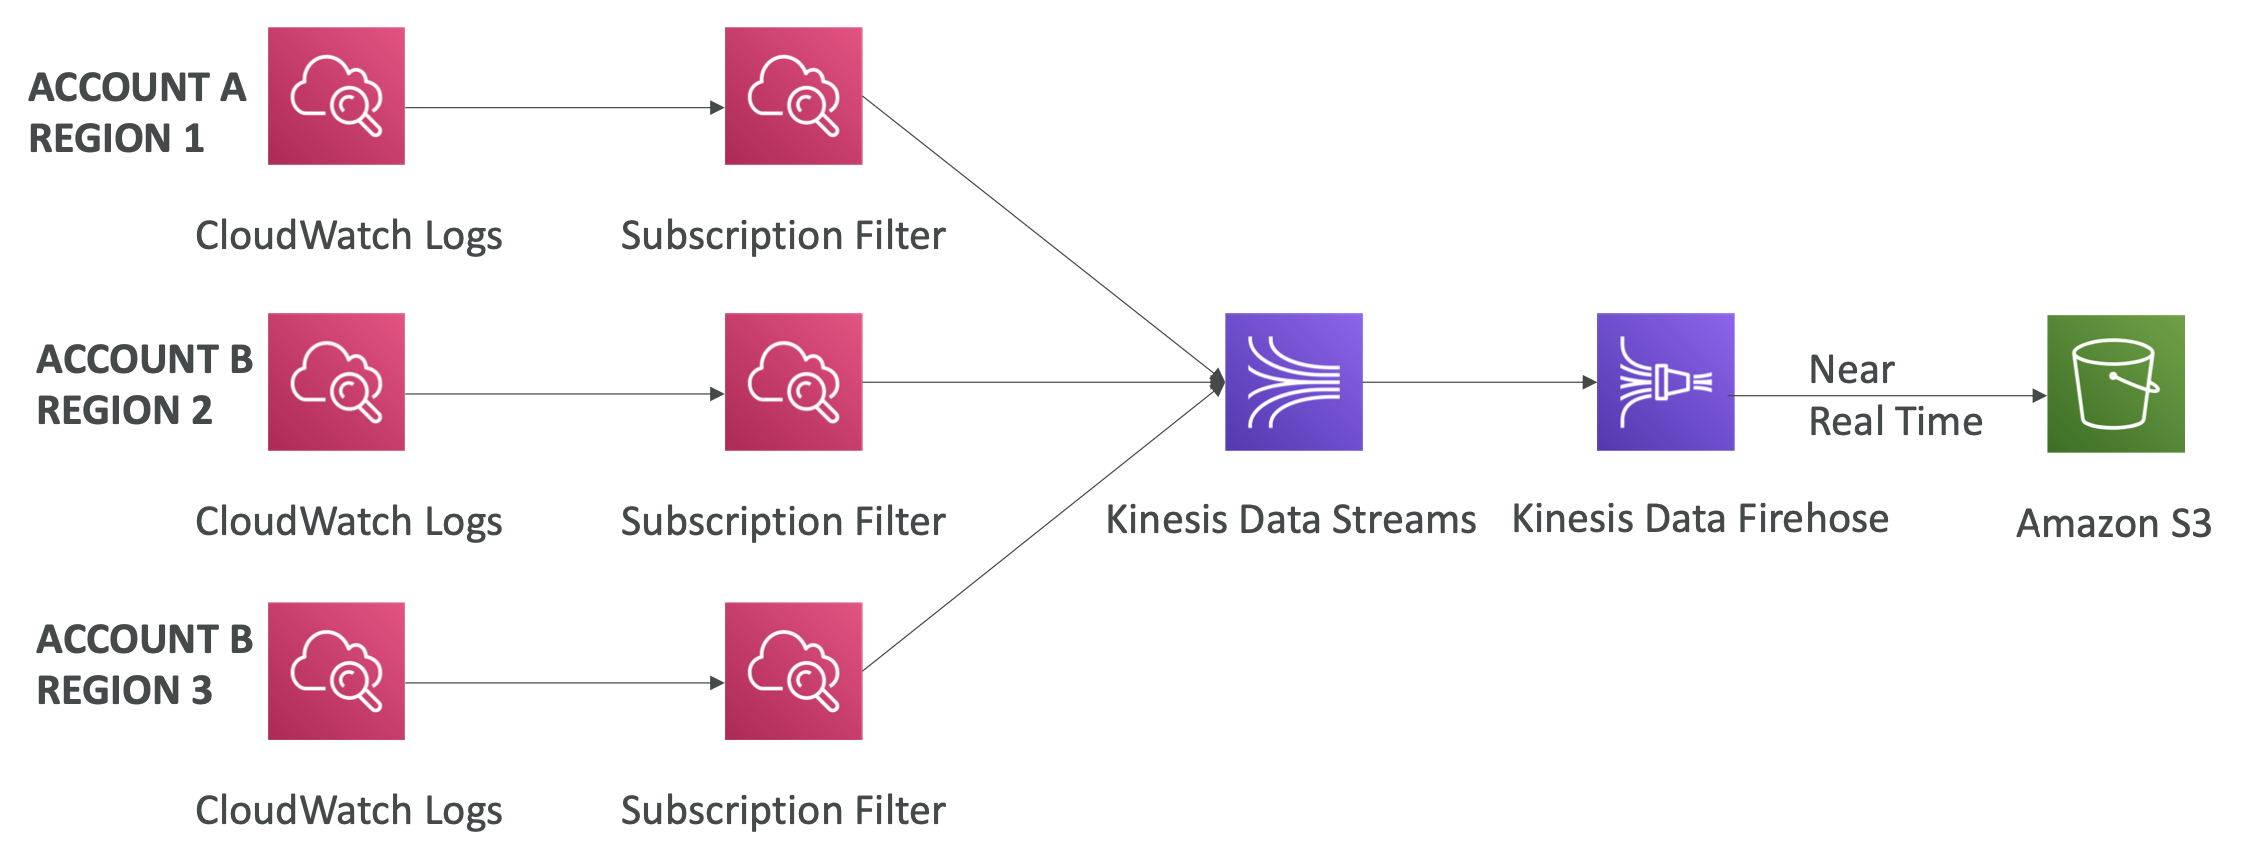 ACCOUNT A
REGION 1
CloudWatch Logs
Subscription Filter
ACCOUNT B
REGION 2
CloudWatch Logs
Subscription Filter
Kinesis Data Streams
Kinesis Data Firehose
Near
Real Time
Amazon S3
ACCOUNT B
REGION 3
CloudWatch Logs
Subscription Filter